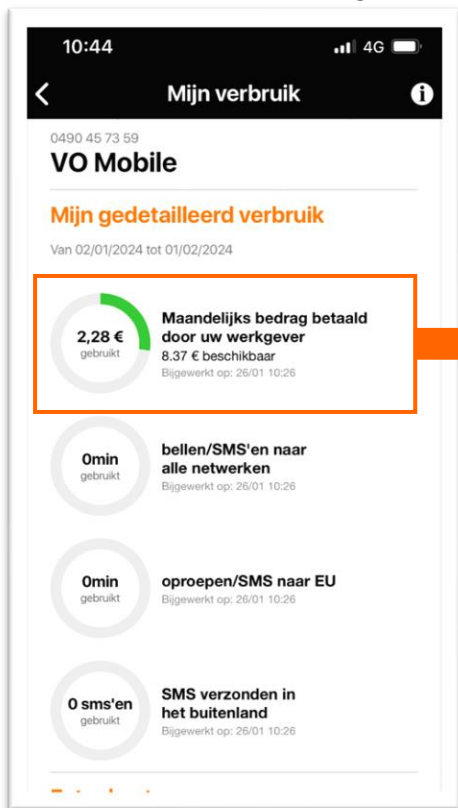 10:44
4G
Mijn verbruik
0490 45 73 59
VO Mobile
Mijn gedetailleerd verbruik
Van 02/01/2024 tot 01/02/2024
2,28 €
gebruikt
Maandelijks bedrag betaald
door uw werkgever
8.37 € beschikbaar
Bijgewerkt op: 26/01 10:26
0min
gebruikt
bellen/SMS'en naar
alle netwerken
Bijgewerkt op: 26/01 10:26
0min
gebruikt
oproepen/SMS naar EU
Bijgewerkt op: 26/01 10:26
0 sms'en
gebruikt
SMS verzonden in
het buitenland
Bijgewerkt op: 26/01 10:26